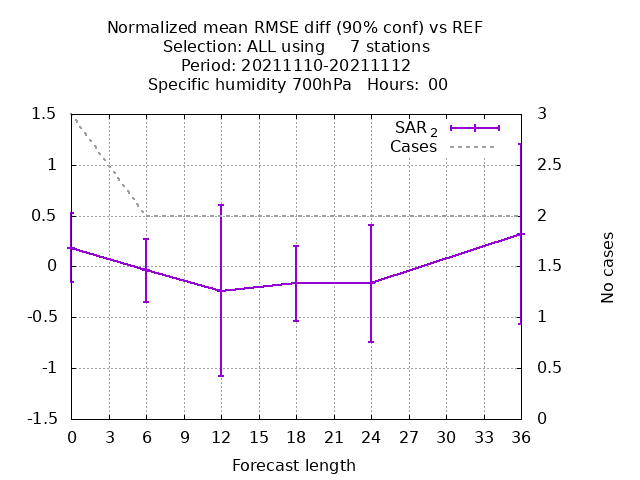 Normalized mean RMSE diff (90% conf) vs REF
Selection: ALL using     7 stations
Period: 20211110-20211112
Specific humidity 700hPa   Hours:  00
SAR 2
Cases
1.5
1
0.5
0
-0.5
-1
-1.5
3
2.5
2
1.5
1
0.5
0
No cases
0 3 6 9 12 15 18 21 24 27 30 33 36
Forecast length